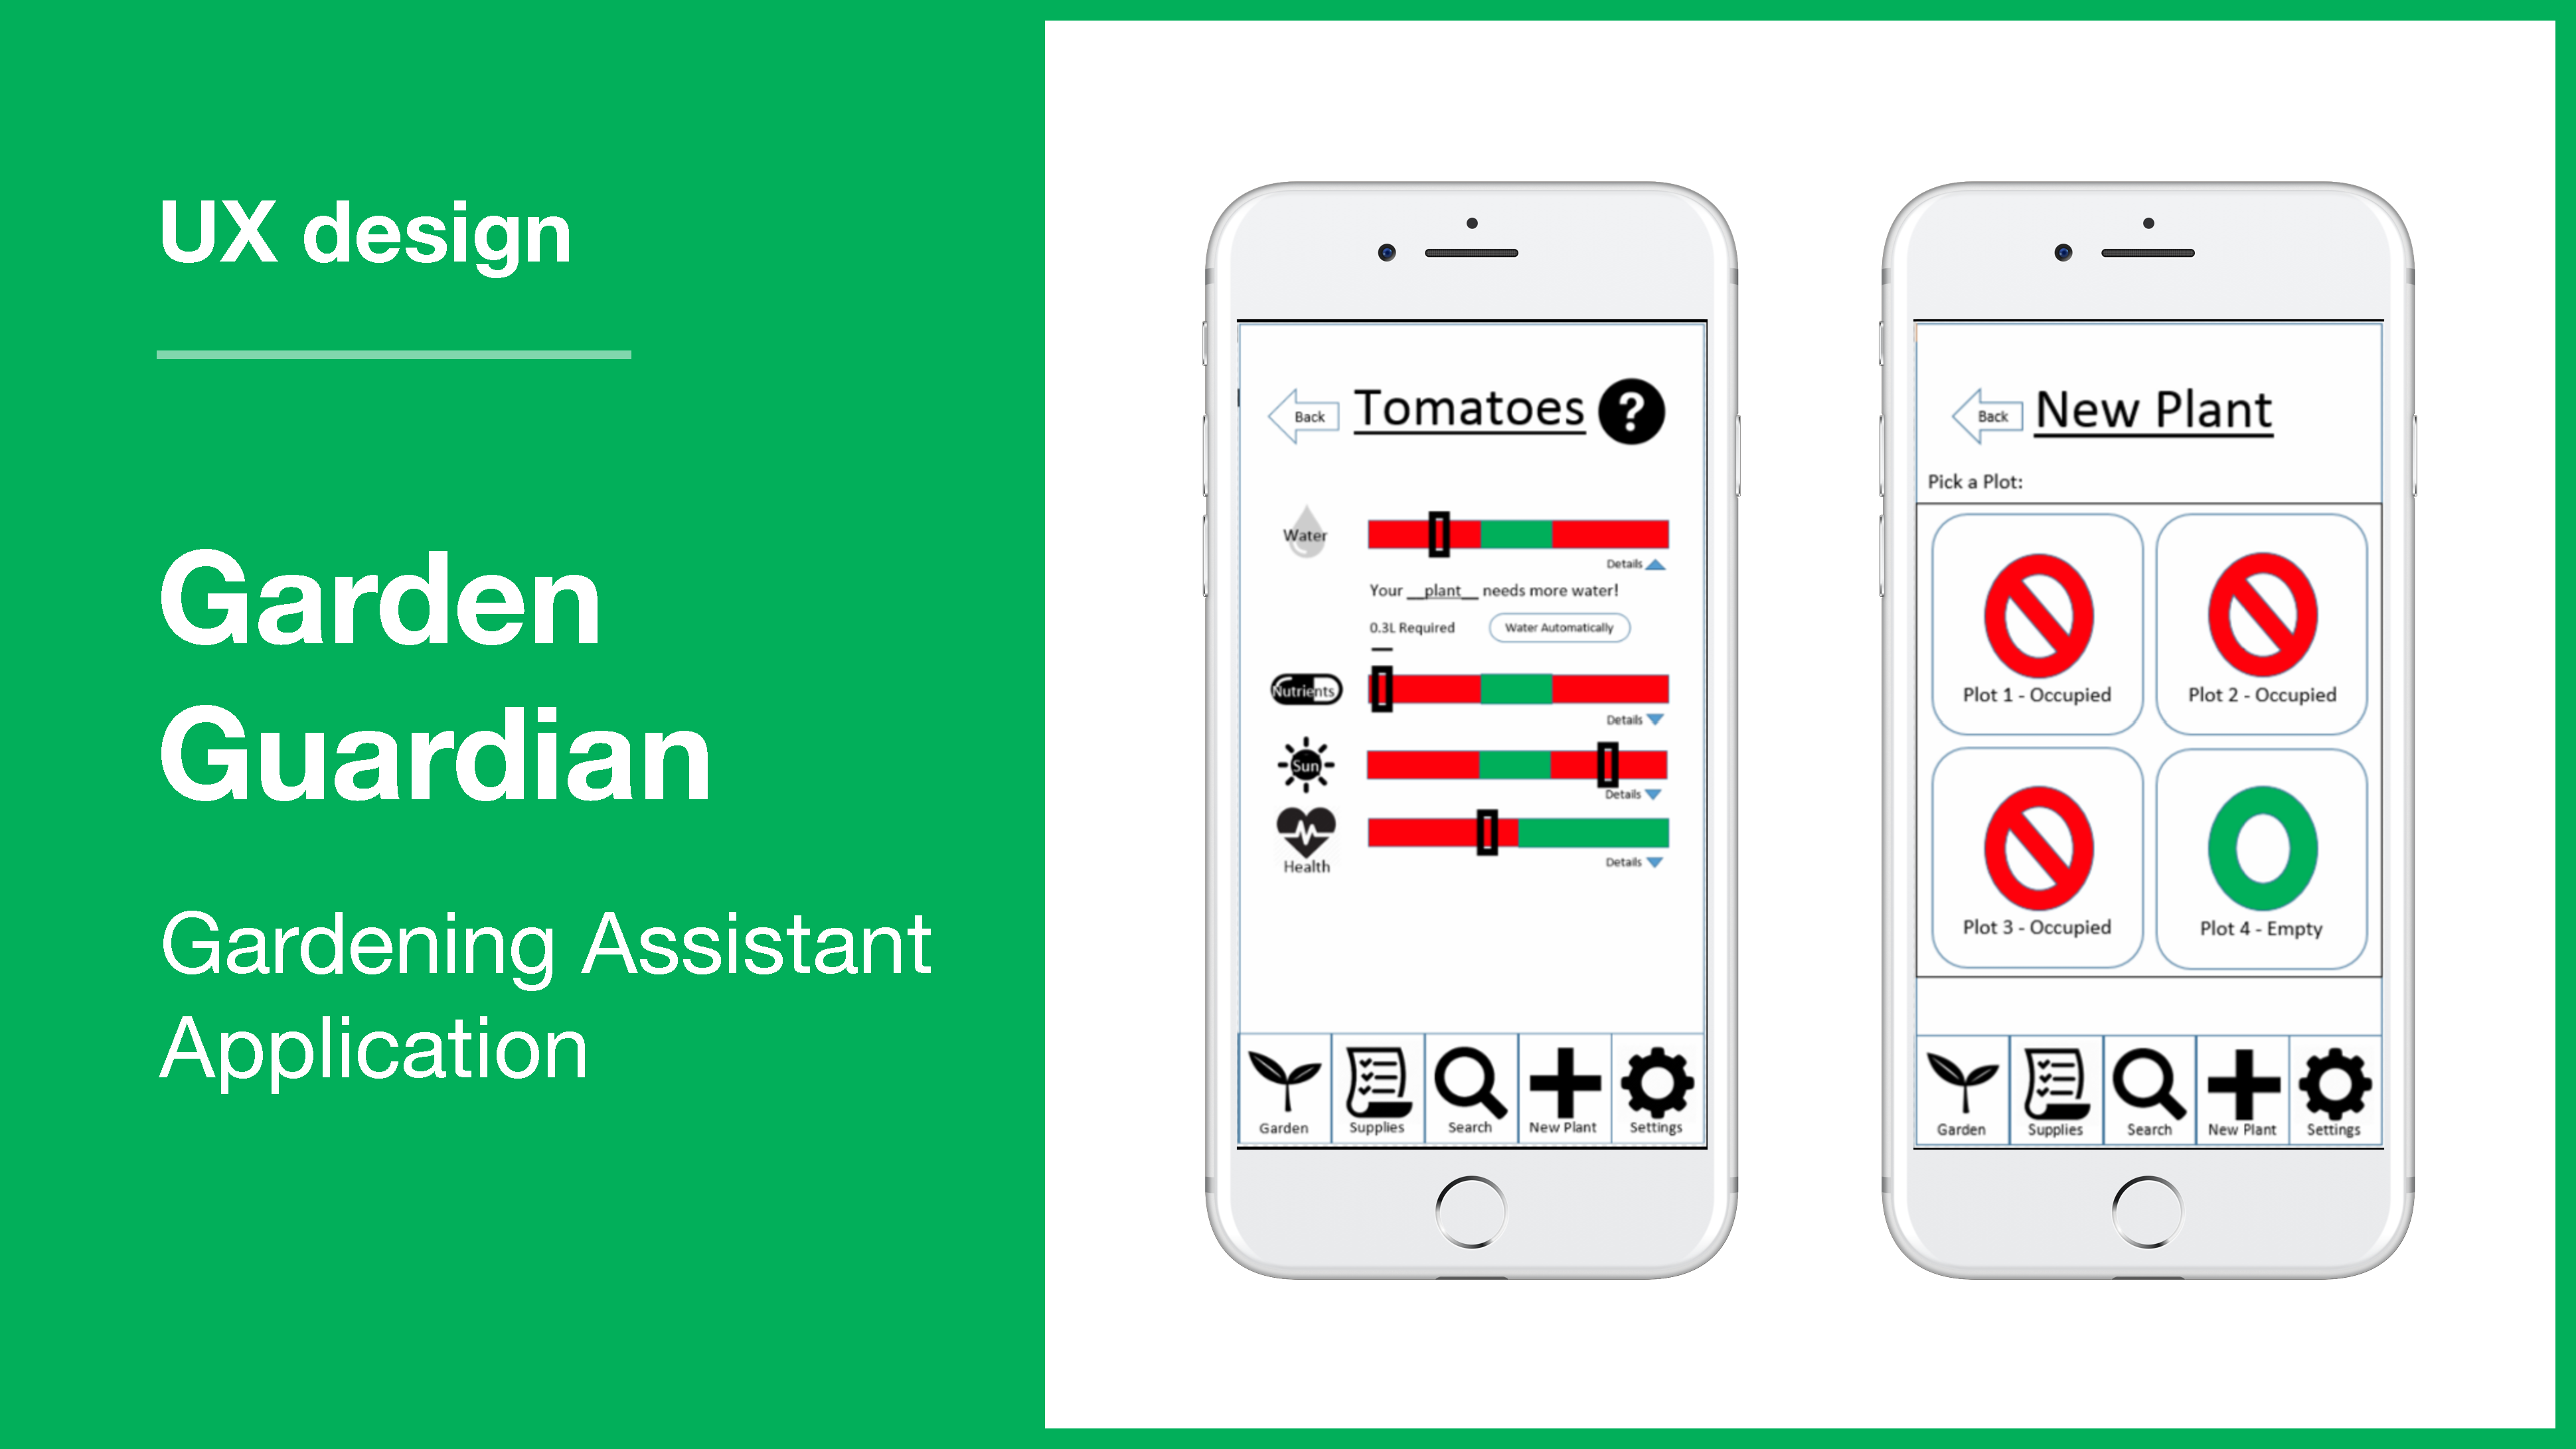 UX design
Garden
Guardian
Gardening Assistant
Application
Back
Tomatoes
?
Water
Details
Your __plant__ needs more water!
0.3L Required
Water Automatically
Nutrients
Details
Sun
Details
Health
Details
Garden
Supplies
Search
New Plant
Settings
Back
New Plant
Pick a Plot:
Plot 1 - Occupied
Plot 2 - Occupied
Plot 3 - Occupied
Plot 4 - Empty
Garden
Supplies
Search
New Plant
Settings